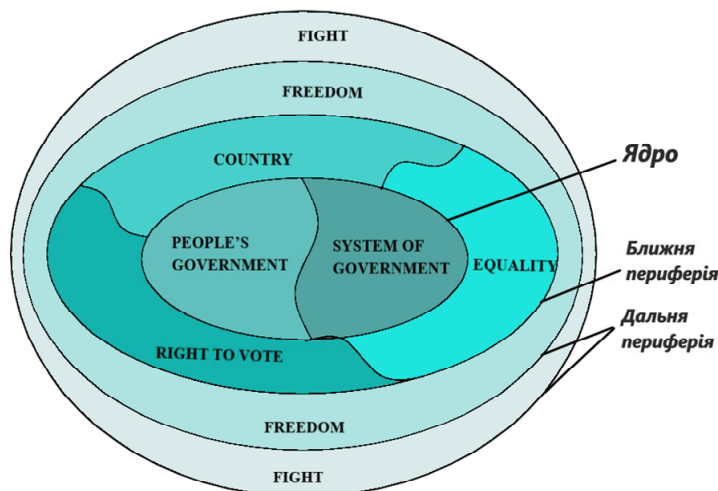 FIGHT
FREEDOM
COUNTRY
Ядро
PEOPLE'S
GOVERNMENT
SYSTEM OF
GOVERNMENT
EQUALITY
Ближня
периферія
Дальня
периферія
RIGHT TO VOTE
FREEDOM
FIGHT